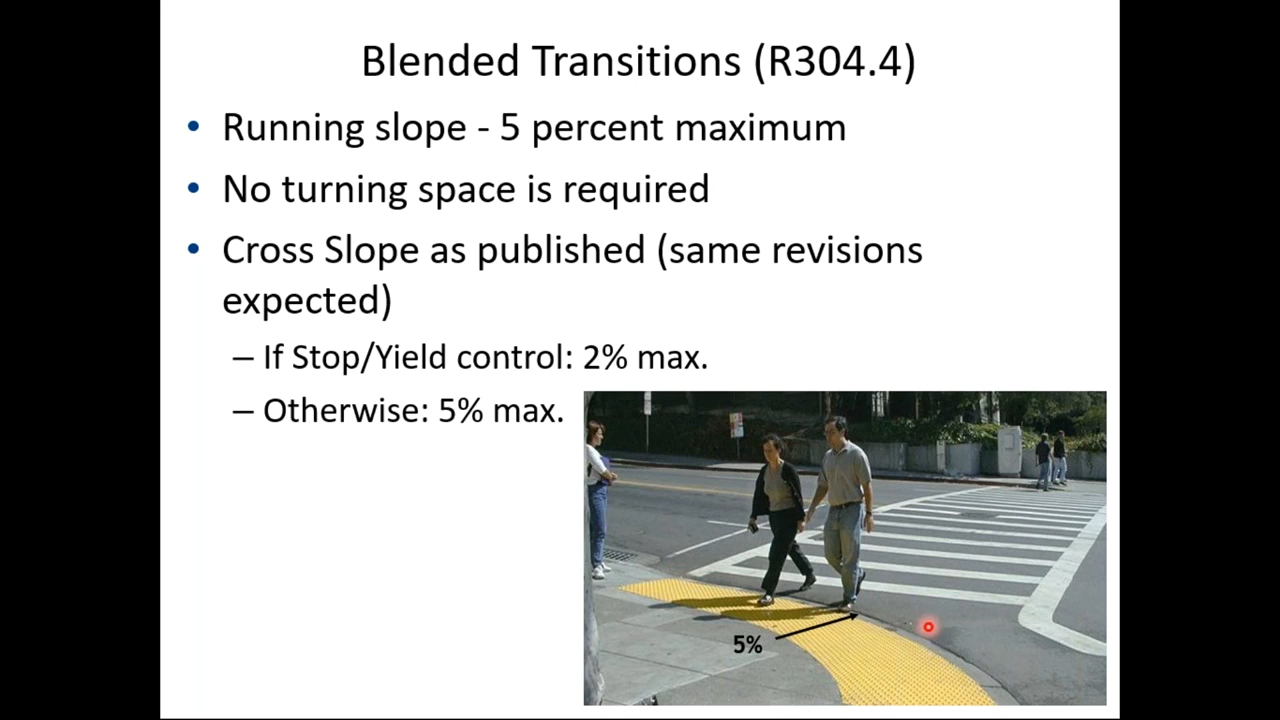 Blended Transitions (R304.4)
• Running slope - 5 percent maximum
• No turning space is required
• Cross Slope as published (same revisions
expected)
– If Stop/Yield control: 2% max.
– Otherwise: 5% max.
5%